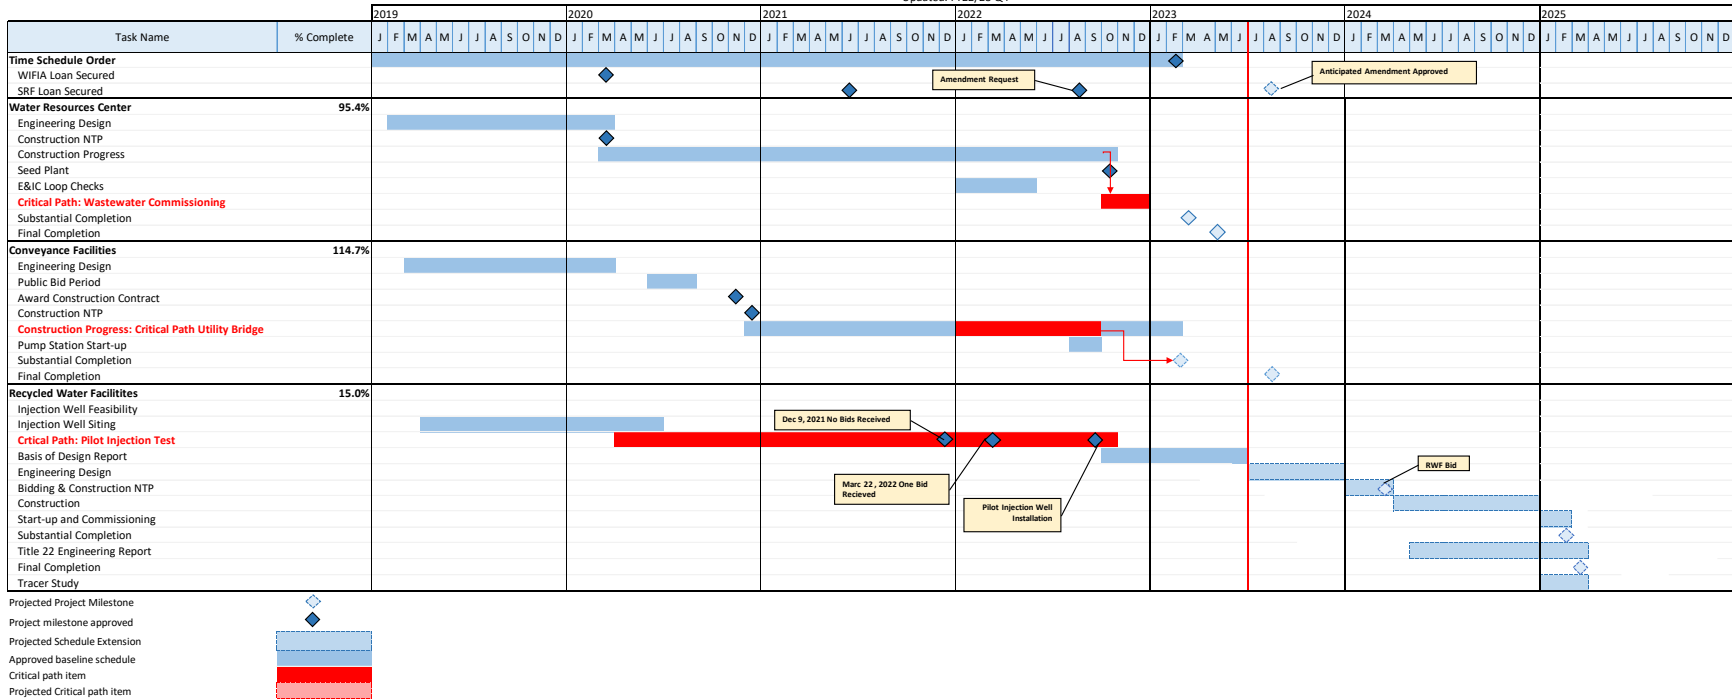 2019 2020 2021 2022 2023 2024 2025
Task Name % Complete J F M A M J J A S O N D J F M A M J J A S O N D J F M A M J J A S O N D J F M A M J J A S O N D J F M A M J J A S O N D J F M A M J J A S O N D J F M A M J J A S O N D
Time Schedule Order
WIFIA Loan Secured
Amendment Request
Anticipated Amendment Approved
SRF Loan Secured
Water Resources Center 95.4%
Engineering Design
Construction NTP
Construction Progress
Seed Plant
E&IC Loop Checks
Critical Path: Wastewater Commissioning
Substantial Completion
Final Completion
Conveyance Facilities 114.7%
Engineering Design
Public Bid Period
Award Construction Contract
Construction NTP
Construction Progress: Critical Path Utility Bridge
Pump Station Start-up
Substantial Completion
Final Completion
Recycled Water Facilitites 15.0%
Injection Well Feasibility
Injection Well Siting
Dec 9, 2021 No Bids Received
Crtical Path: Pilot Injection Test
Basis of Design Report
Engineering Design
RWF Bid
Bidding & Construction NTP
Marc 22 , 2022 One Bid
Recieved
Construction
Pilot Injection Well
Installation
Start-up and Commissioning
Substantial Completion
Title 22 Engineering Report
Final Completion
Tracer Study
Projected Project Milestone
Project milestone approved
Projected Schedule Extension
Approved baseline schedule
Critical path item
Projected Critical path item